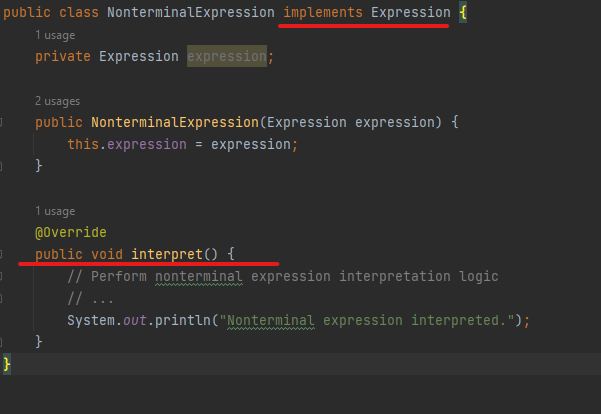 public class NonterminalExpression implements Expression {
1 usage
private Expression expression;
2 usages
public NonterminalExpression(Expression expression) {
this.expression = expression;
}
1 usage
@Override
public void interpret() {
// Perform nonterminal expression interpretation logic
// ...
System.out.println("Nonterminal expression interpreted.");
}
}